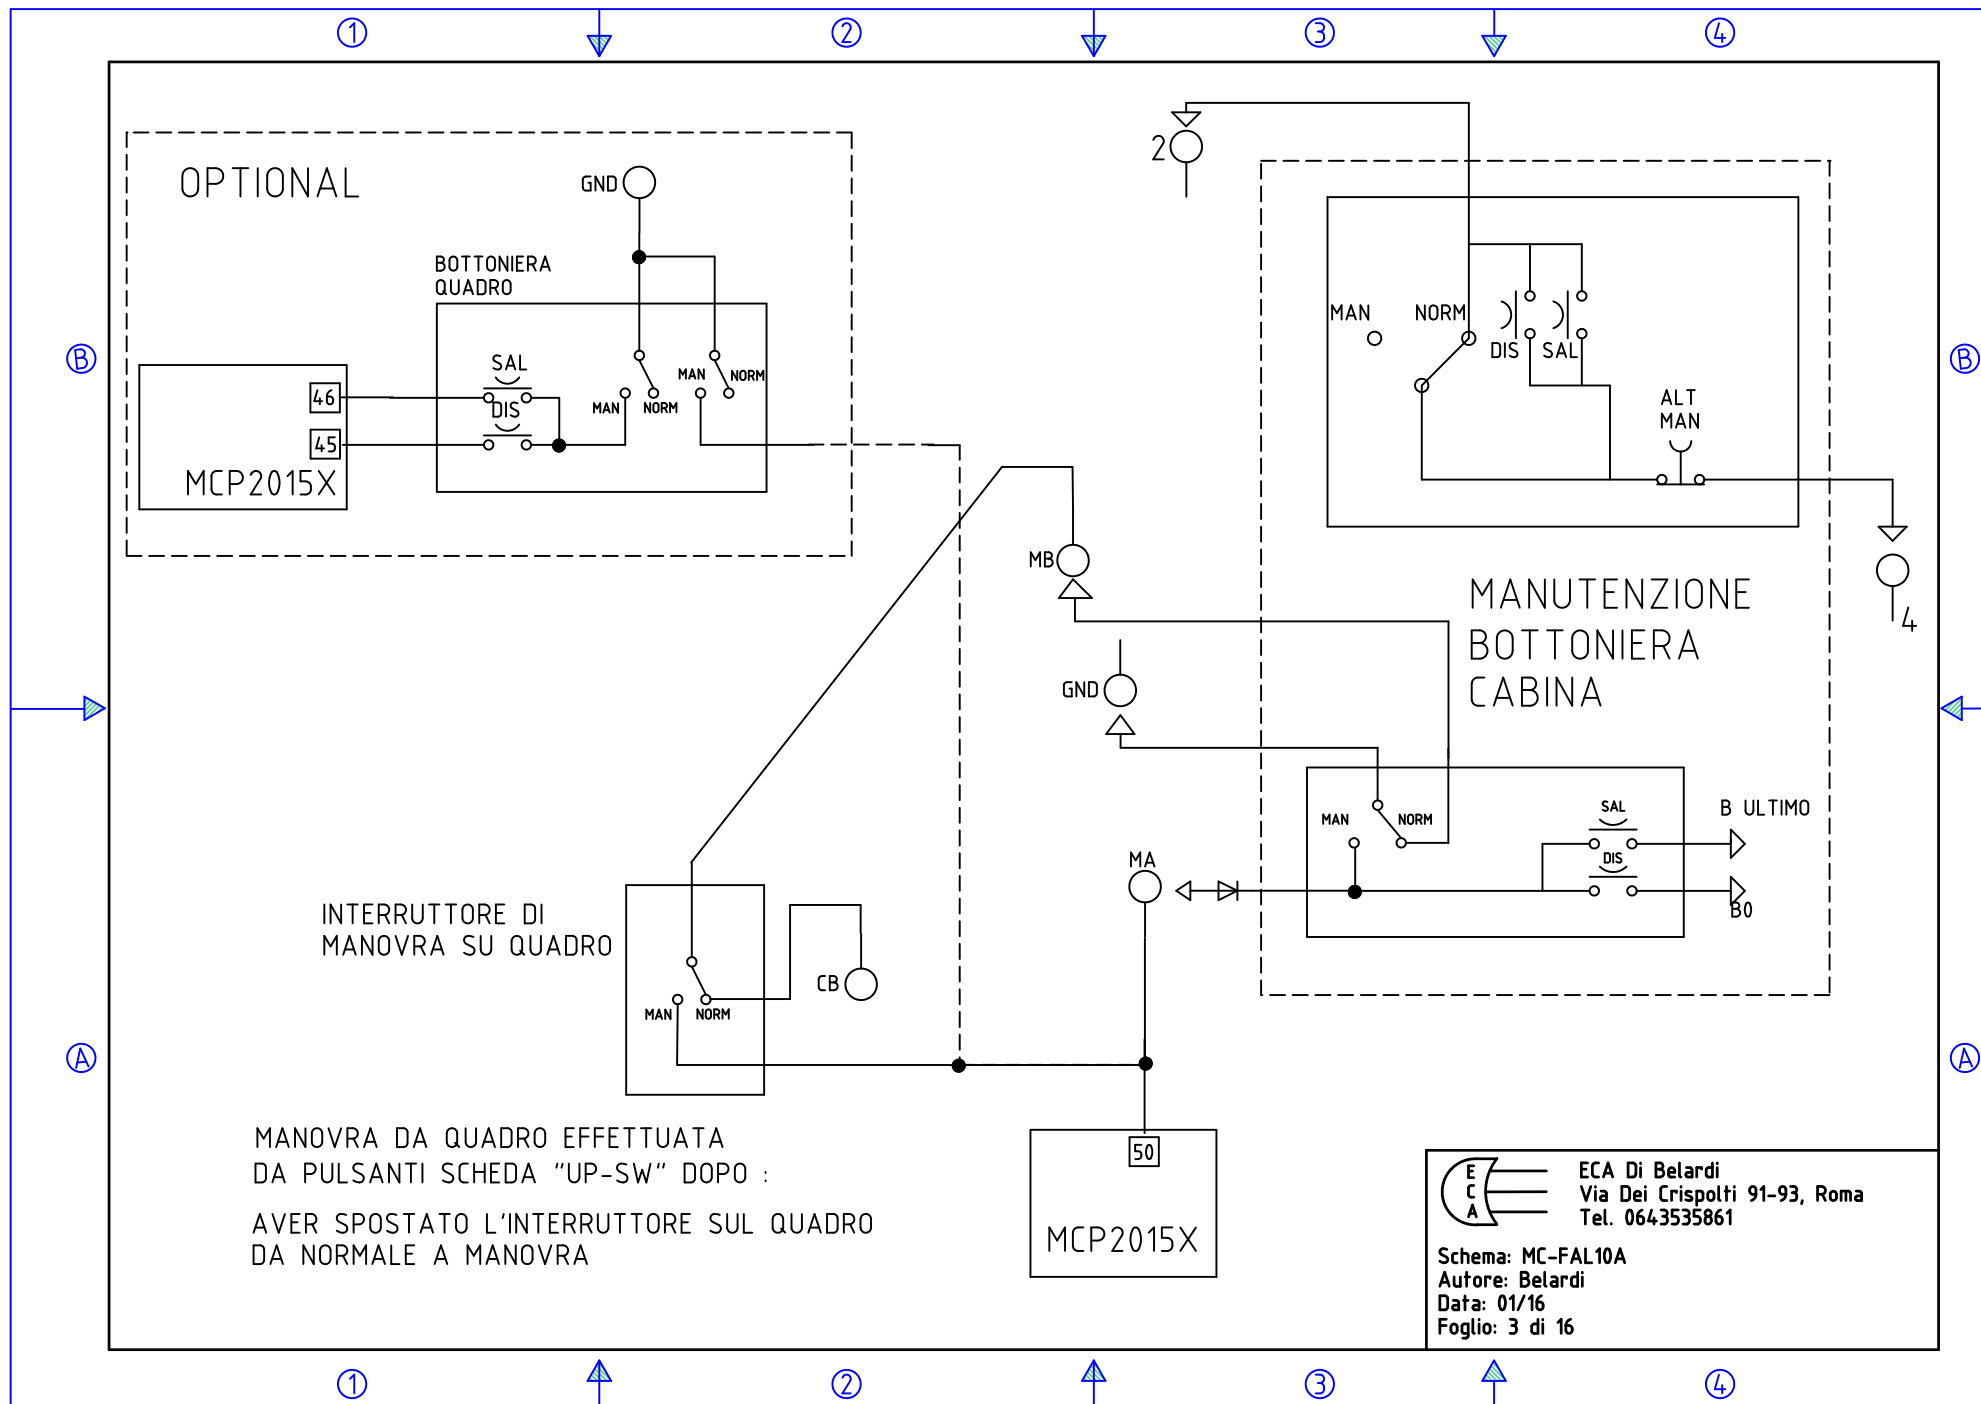 1
2
3
4
OPTIONAL
GND
BOTTONIERA
QUADRO
SAL
DIS
MAN
NORM
MAN
NORM
46
45
MCP2015X
B
2
MAN
NORM
DIS
SAL
ALT
MAN
B
4
MANUTENZIONE
BOTTONIERA
CABINA
MB
GND
MA
MAN
NORM
SAL
DIS
B ULTIMO
B0
INTERRUTTORE DI
MANOVRA SU QUADRO
MAN
NORM
CB
A
A
MANOVRA DA QUADRO EFFETTUATA
DA PULSANTI SCHEDA "UP-SW" DOPO :
AVER SPOSTATO L'INTERRUTTORE SUL QUADRO
DA NORMALE A MANOVRA
50
MCP2015X
E
C
A
ECA Di Belardi
Via Dei Crispolti 91-93, Roma
Tel. 0643535861
Schema: MC-FAL10A
Autore: Belardi
Data: 01/16
Foglio: 3 di 16
1
2
3
4